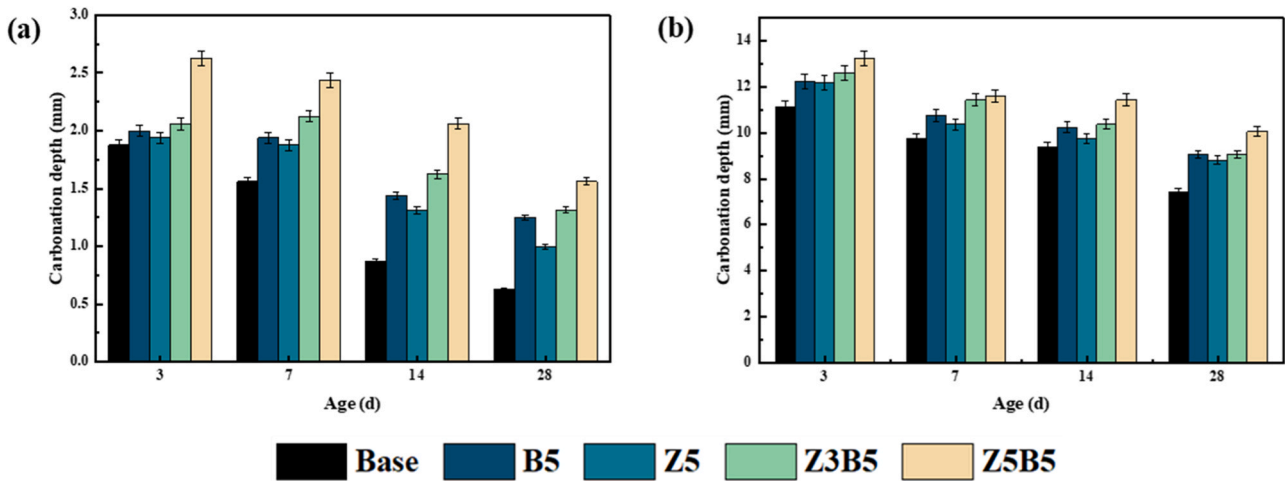 (a)
Carbonation depth (mm)
3.0
2.5
2.0
1.5
1.0
0.5
0.0
3 7 14 28
Age (d)
(b)
Carbonation depth (mm)
14
12
10
8
6
4
2
0
3 7 14 28
Age (d)
Base B5 Z5 Z3B5 Z5B5